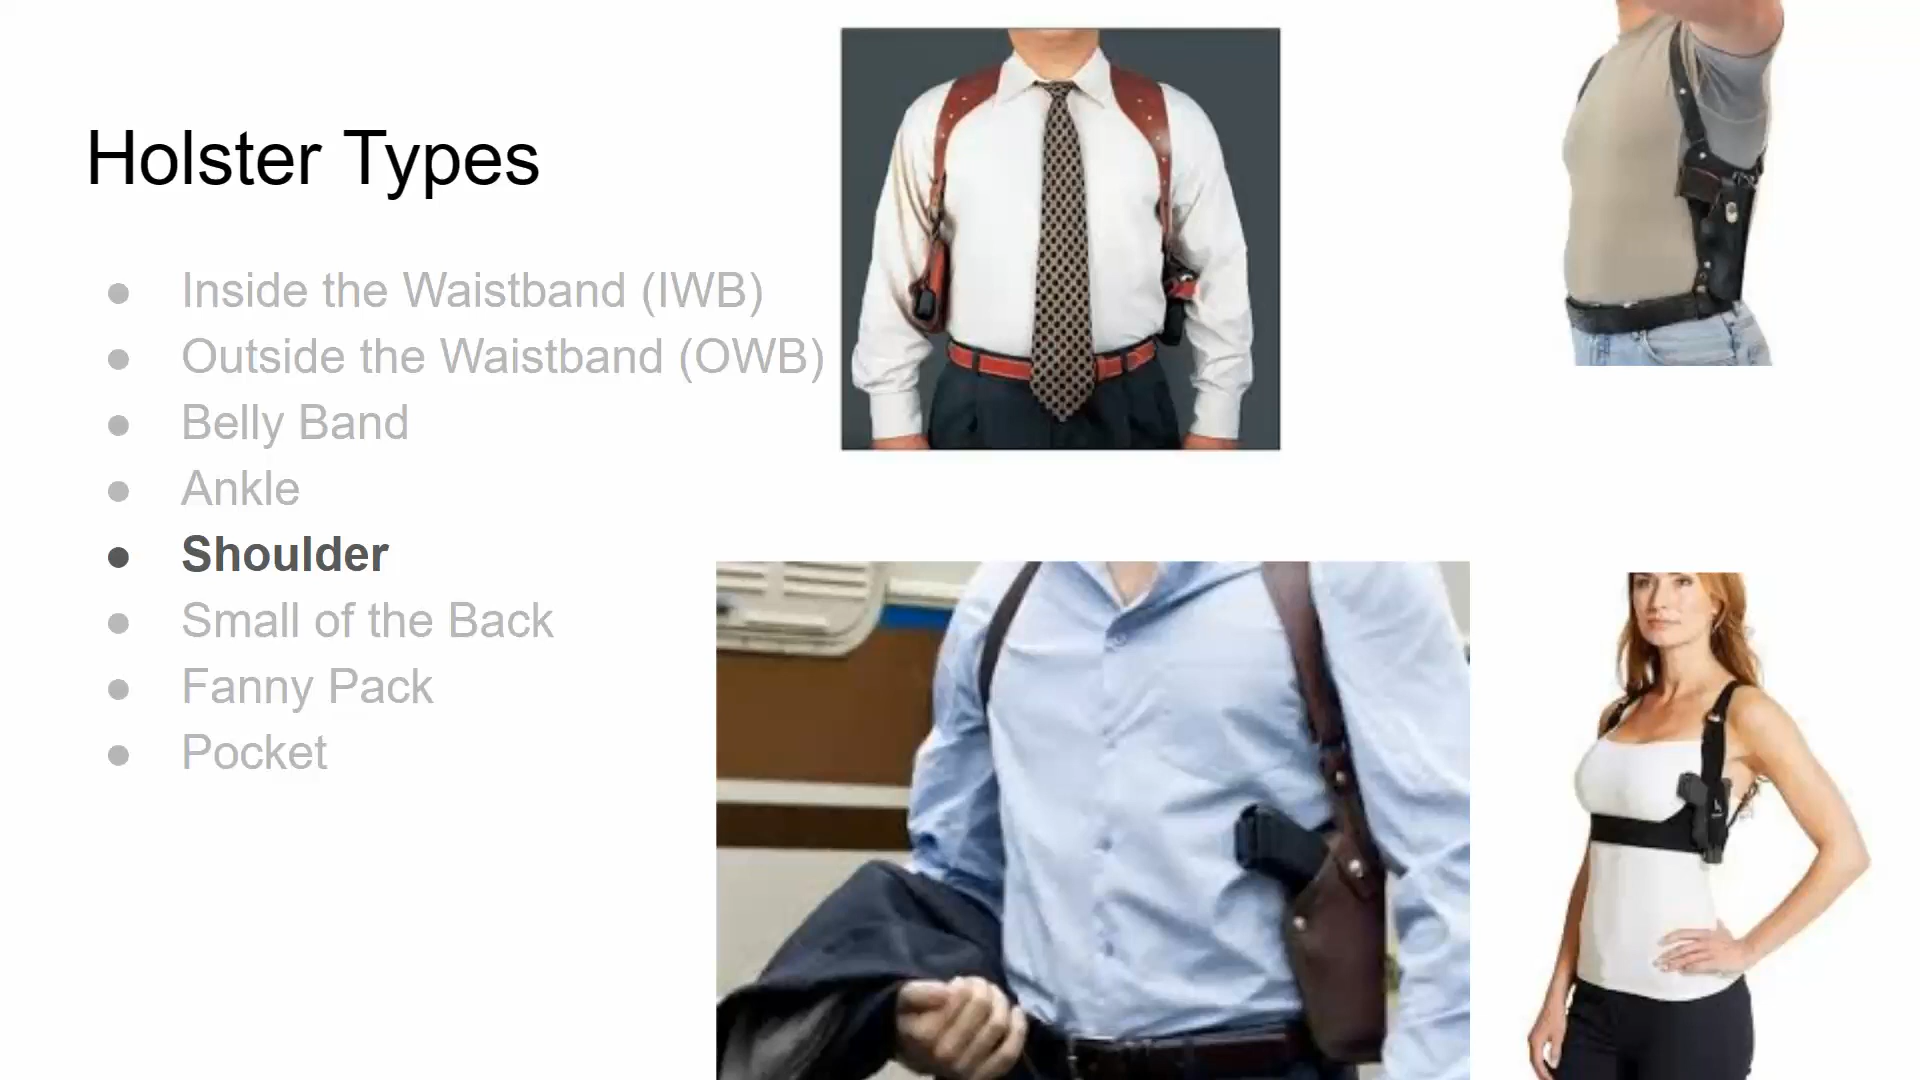 Holster Types
Inside the Waistband (IWB)
Outside the Waistband (OWB)
Belly Band
Ankle
Shoulder
Small of the Back
Fanny Pack
Pocket